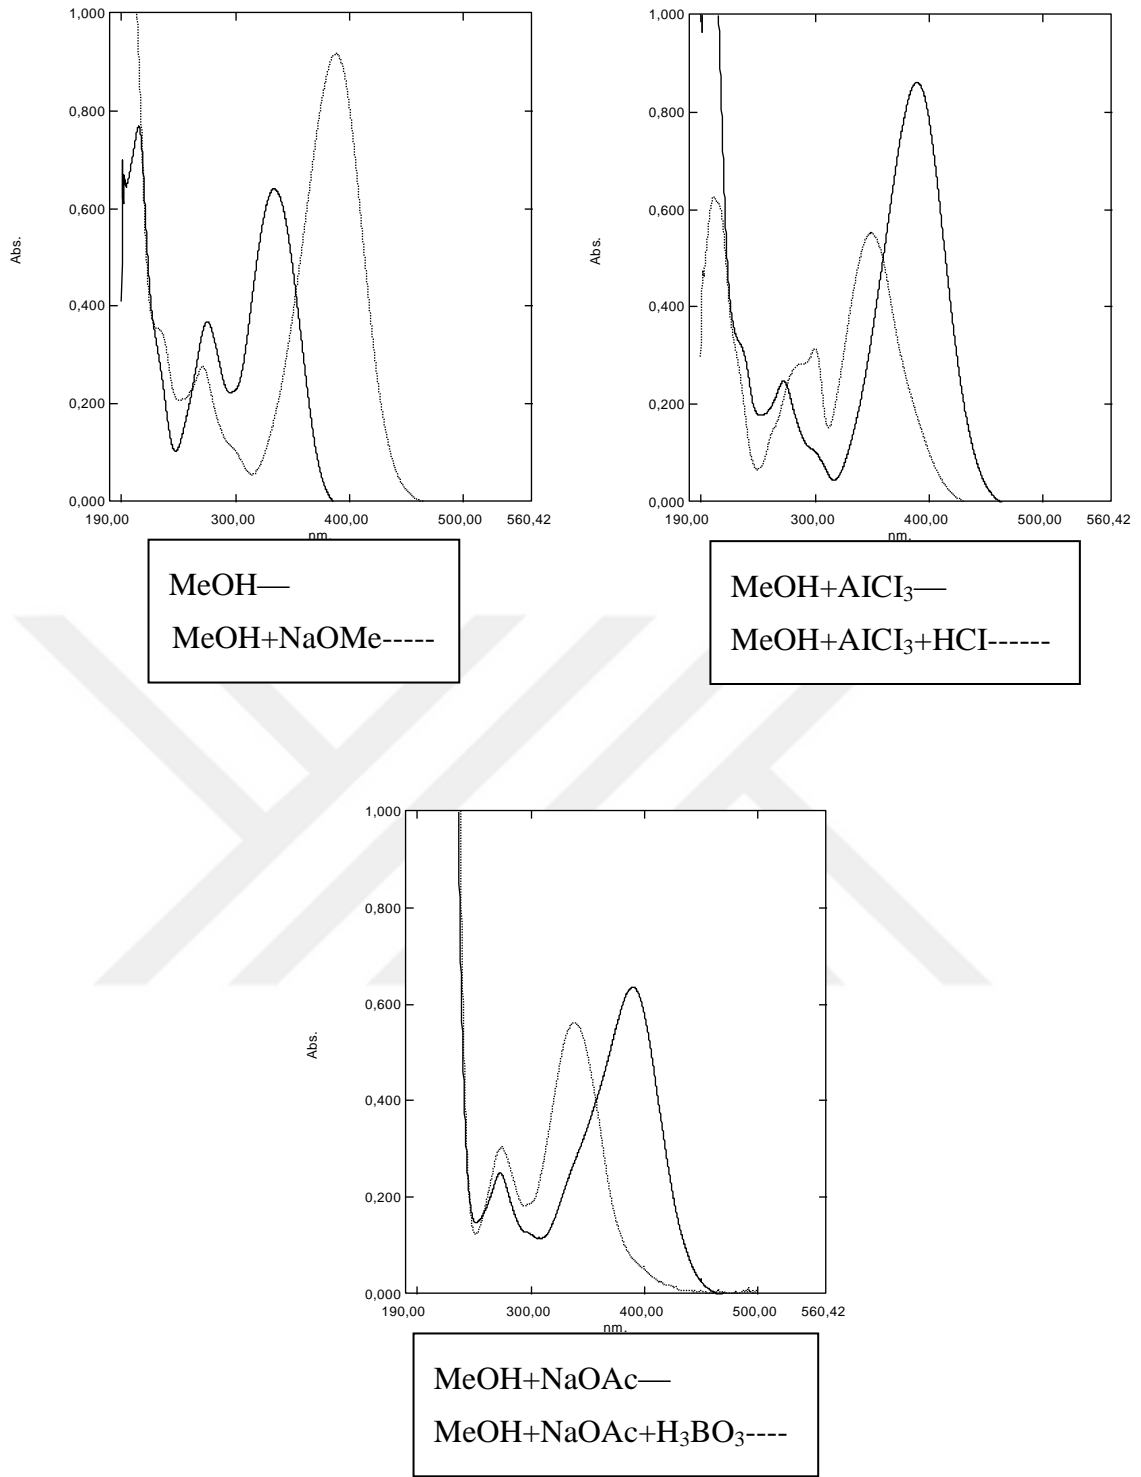 1,000
0,800
0,600
0,400
0,200
0,000
Abs.
190,00 300,00 400,00 500,00 560,42
nm.
MeOH—
MeOH+NaOMe-----
1,000
0,800
0,600
0,400
0,200
0,000
Abs.
190,00 300,00 400,00 500,00 560,42
nm.
MeOH+AICI₃—
MeOH+AICI₃+HCI------
1,000
0,800
0,600
0,400
0,200
0,000
Abs.
190,00 300,00 400,00 500,00 560,42
nm.
MeOH+NaOAc—
MeOH+NaOAc+H₃BO₃----